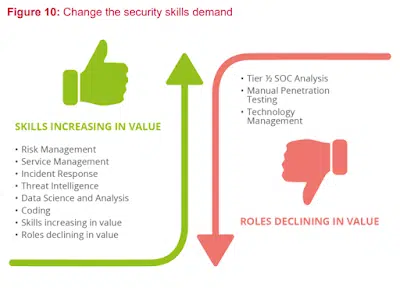 Figure 10: Change the security skills demand
SKILLS INCREASING IN VALUE
• Risk Management
• Service Management
• Incident Response
• Threat Intelligence
• Data Science and Analysis
• Coding
• Skills increasing in value
• Roles declining in value
• Tier ½ SOC Analysis
• Manual Penetration
Testing
• Technology
Management
ROLES DECLINING IN VALUE